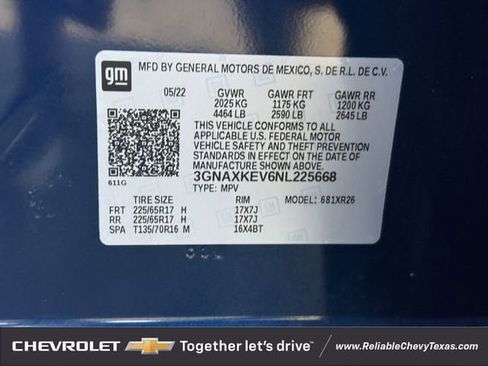 gm
MFD BY GENERAL MOTORS DE MEXICO, S. DE R.L. DE C.V.
05/22 GVWR GAWR FRT GAWR RR
2025 KG 1175 KG 1200 KG
4464 LB 2590 LB 2645 LB
THIS VEHICLE CONFORMS TO ALL
APPLICABLE U.S. FEDERAL MOTOR
VEHICLE SAFETY AND THEFT PREVENTION
STANDARDS IN EFFECT ON THE DATE OF
MANUFACTURE SHOWN ABOVE.
3GNAXKEV6NL225668
611G TYPE: MPV
TIRE SIZE RIM MODEL: 681XR26
FRT 225/65R17 H 17X7J
RR 225/65R17 H 17X7J
SPA T135/70R16 M 16X4BT
CHEVROLET Together let's drive™ www.ReliableChevyTexas.com